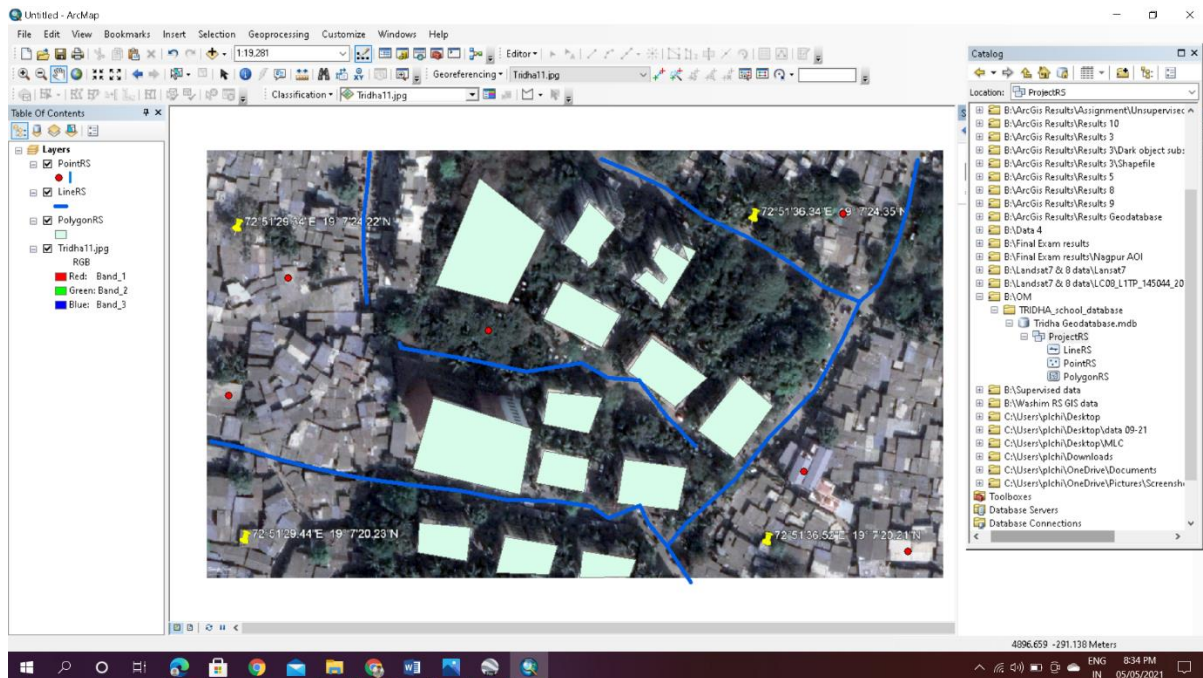 Untitled - ArcMap
File Edit View Bookmarks Insert Selection Geoprocessing Customize Windows Help
1:19,281
Editor
Georeferencing Tridha11.jpg
Classification Tridha11.jpg
Table Of Contents
Layers
PointRS
LineRS
PolygonRS
Tridha11.jpg
RGB
Red: Band_1
Green: Band_2
Blue: Band_3
72°51'29.34"E 19° 7'24.22"N
72°51'36.34"E 19° 7'24.35"N
72°51'29.44"E 19° 7'20.23"N
72°51'36.52"E 19° 7'20.21"N
Catalog
Location: ProjectRS
B:\ArcGis Results\Assignment\Unsupervisec
B:\ArcGis Results\Results 10
B:\ArcGis Results\Results 3
B:\ArcGis Results\Results 3\Dark object subs
B:\ArcGis Results\Results 3\Shapefile
B:\ArcGis Results\Results 5
B:\ArcGis Results\Results 8
B:\ArcGis Results\Results 9
B:\ArcGis Results\Results Geodatabase
B:\Data 4
B:\Final Exam results
B:\Final Exam results\Nagpur AOI
B:\Landsat7 & 8 data\Lansat7
B:\Landsat7 & 8 data\LC08_L1TP_145044_20
B:\OM
TRIDHA_school_database
Tridha Geodatabase.mdb
ProjectRS
LineRS
PointRS
PolygonRS
B:\Supervised data
B:\Washim RS GIS data
C:\Users\plchi\Desktop
C:\Users\plchi\Desktop\data 09-21
C:\Users\plchi\Desktop\MLC
C:\Users\plchi\Downloads
C:\Users\plchi\OneDrive\Documents
C:\Users\plchi\OneDrive\Pictures\Screensh
Toolboxes
Database Servers
Database Connections
4896.659 -291.138 Meters
ENG
IN
8:34 PM
05/05/2021